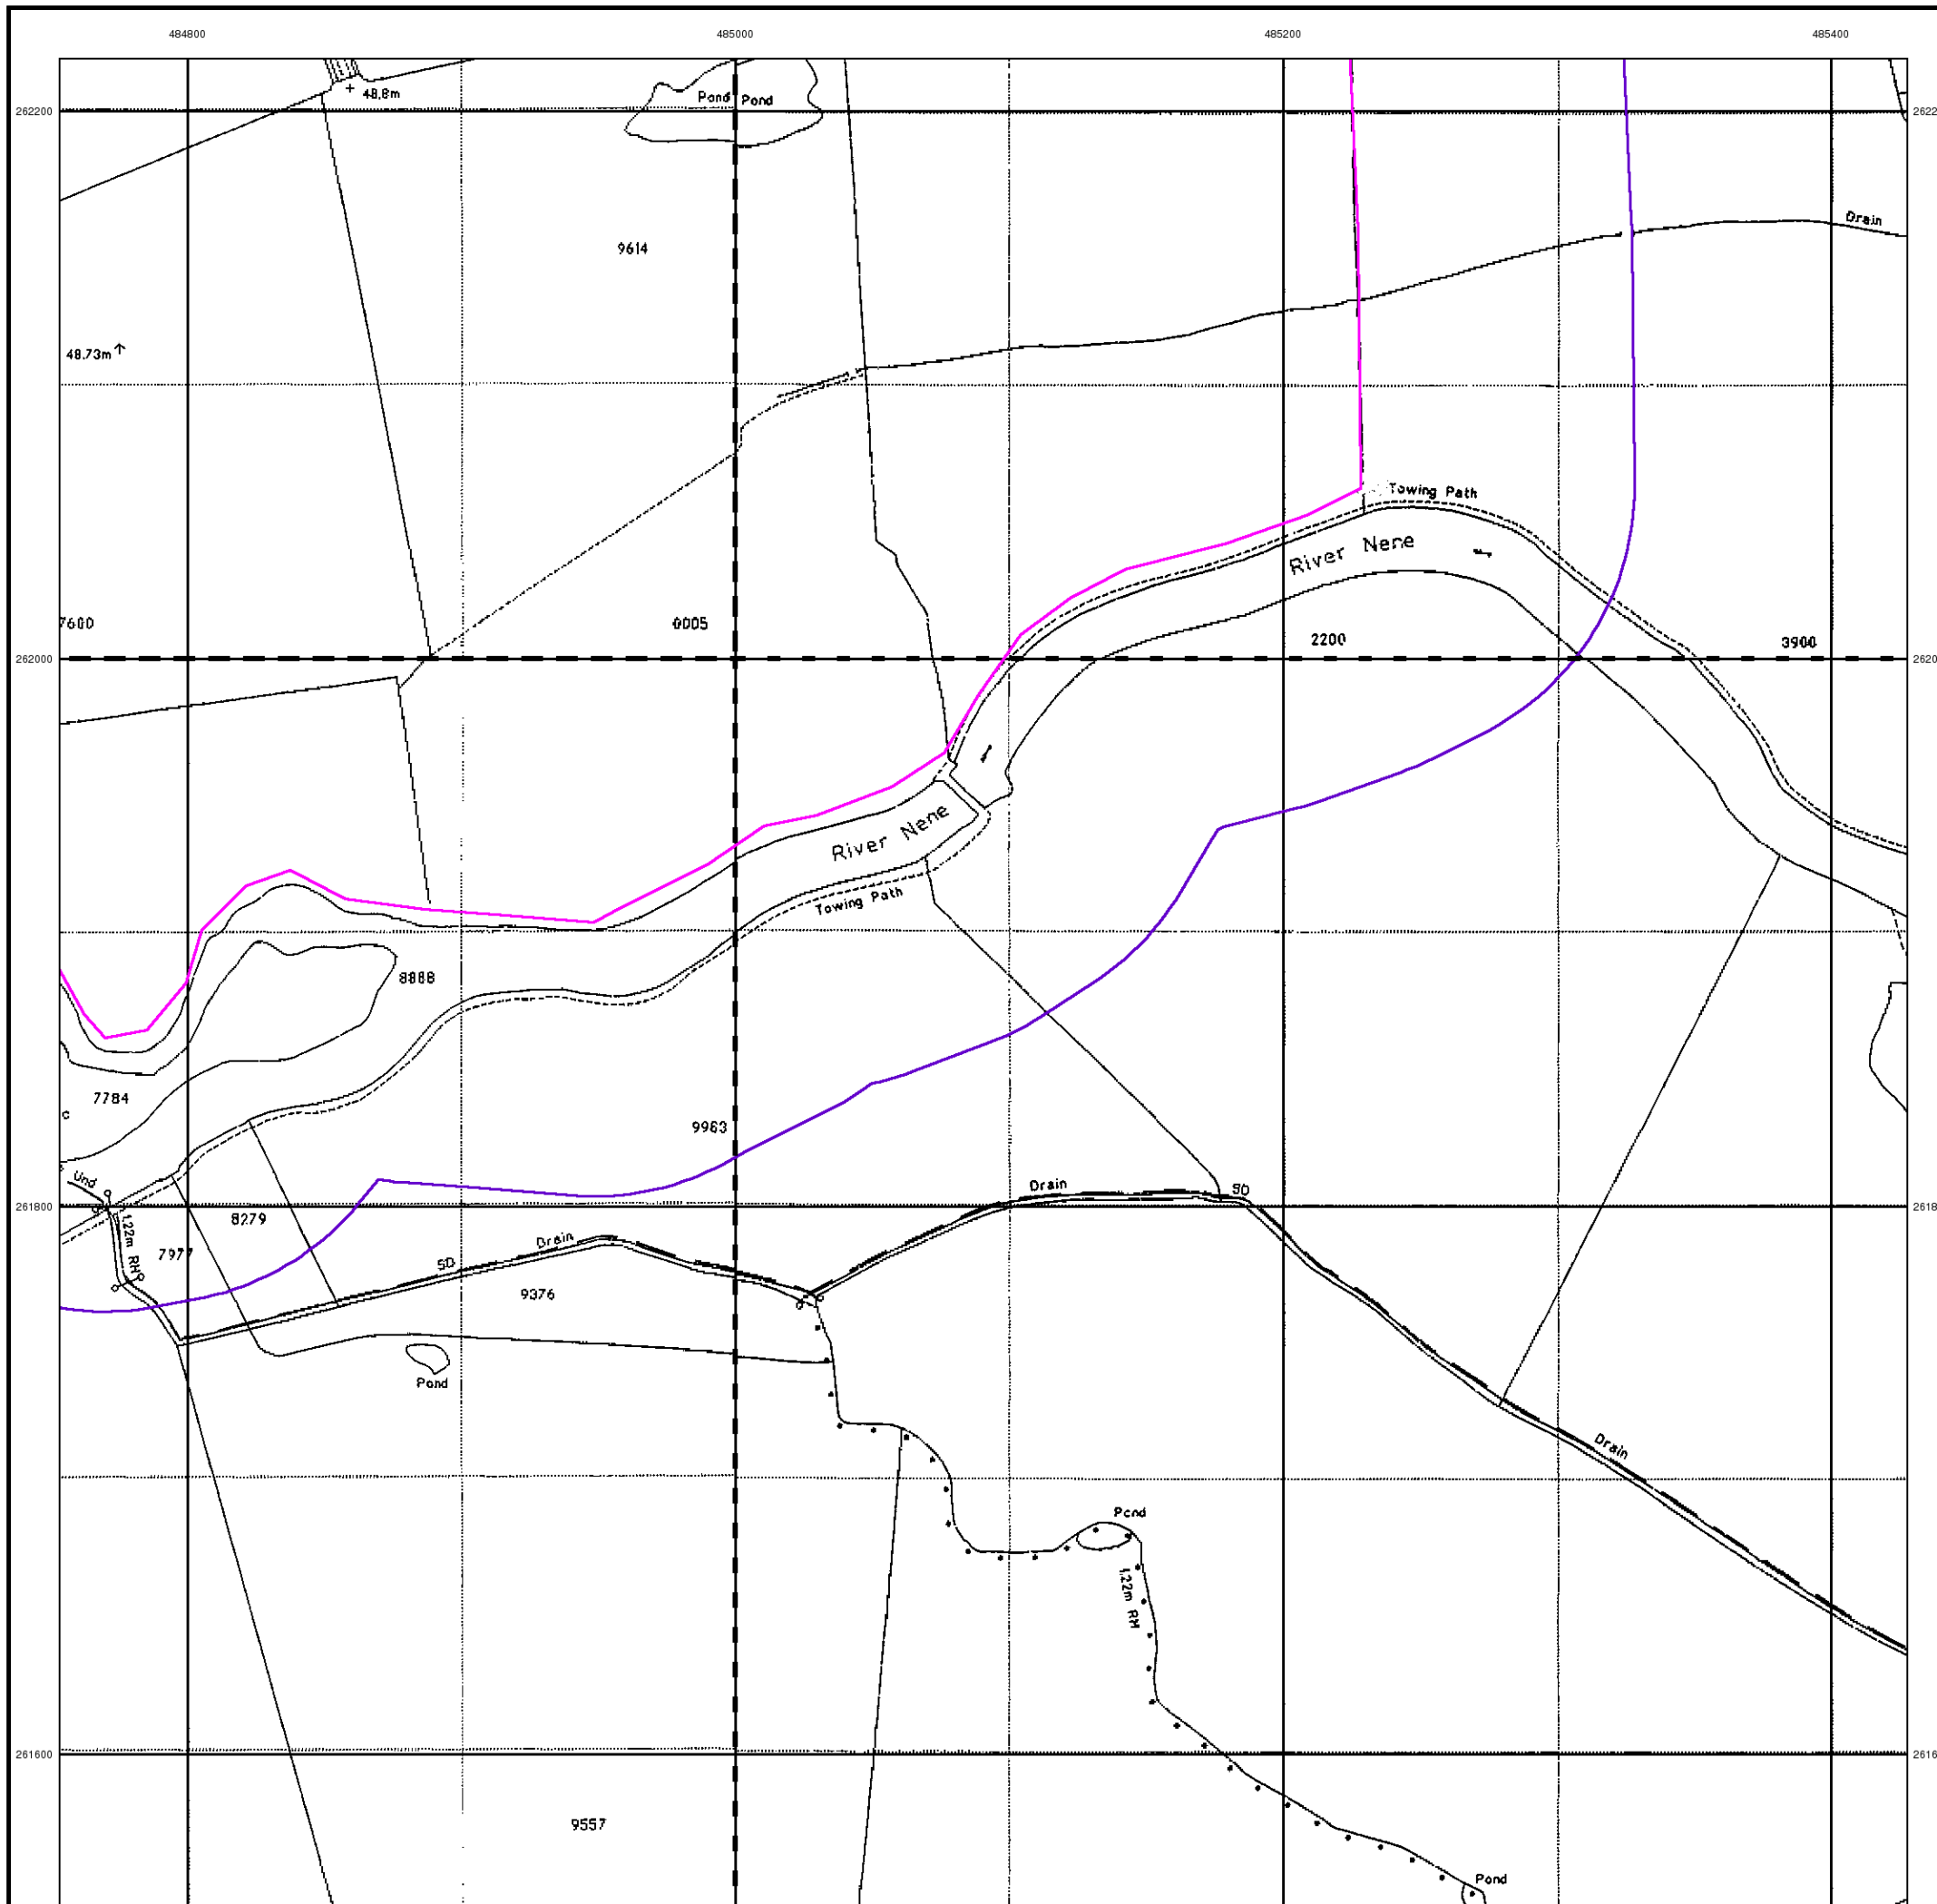 484800 485000 485200 485400
48.8m
Pond Pond
262200
Drain
9614
48.73m
Towing Path
River Nene
7600
0005
2200
3900
262000
River Nene
Towing Path
8888
7784
9963
Und
Drain
SD
261800
8279
1.22m RH
7977
Drain
SD
9376
Pond
Drain
Pond
1.22m RH
261600
9557
Pond